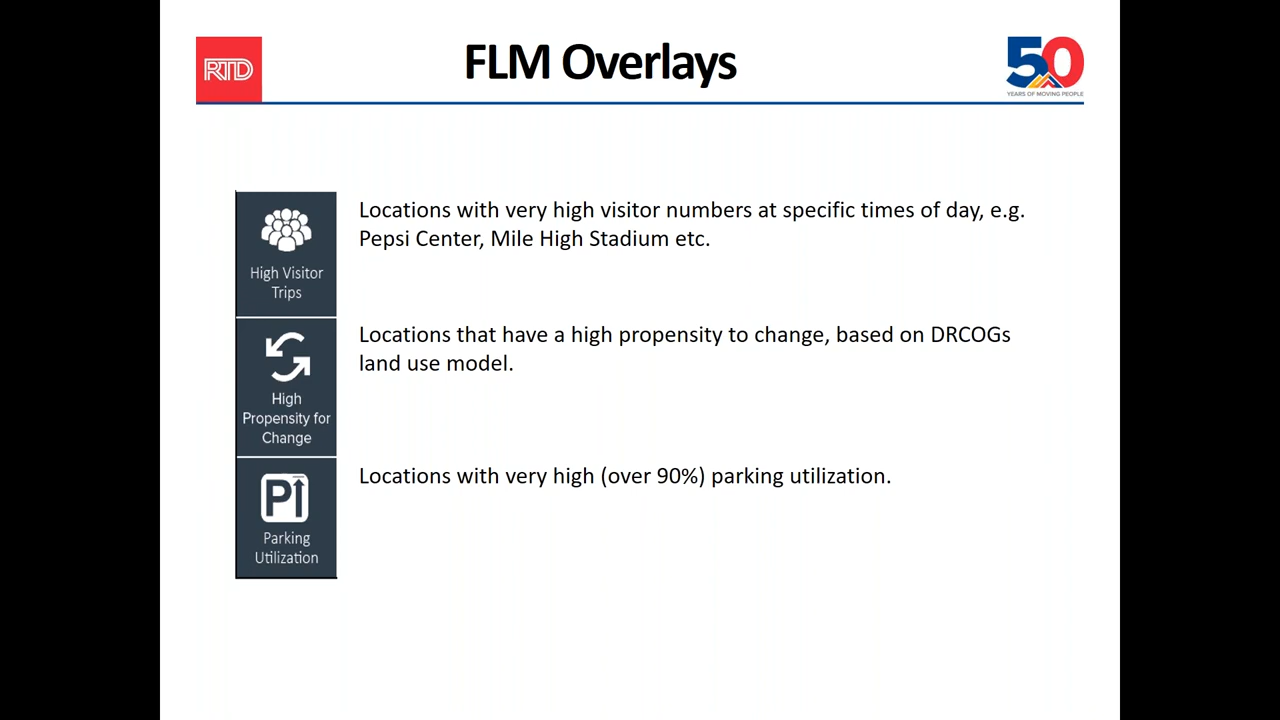 RTD
FLM Overlays
50
YEARS OF MOVING PEOPLE
High Visitor
Trips
Locations with very high visitor numbers at specific times of day, e.g.
Pepsi Center, Mile High Stadium etc.
High
Propensity for
Change
Locations that have a high propensity to change, based on DRCOGs
land use model.
P
Parking
Utilization
Locations with very high (over 90%) parking utilization.